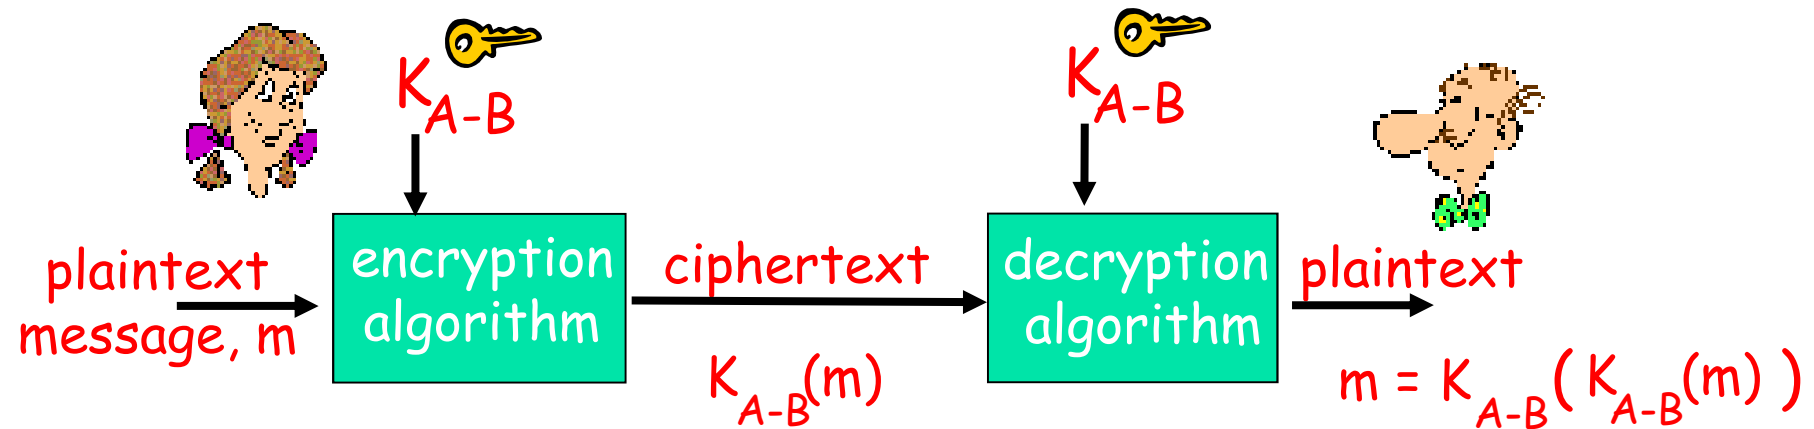 K A-B
K A-B
plaintext
message, m
encryption
algorithm
ciphertext
K A-B (m)
decryption
algorithm
plaintext
m = K A-B ( K A-B (m) )